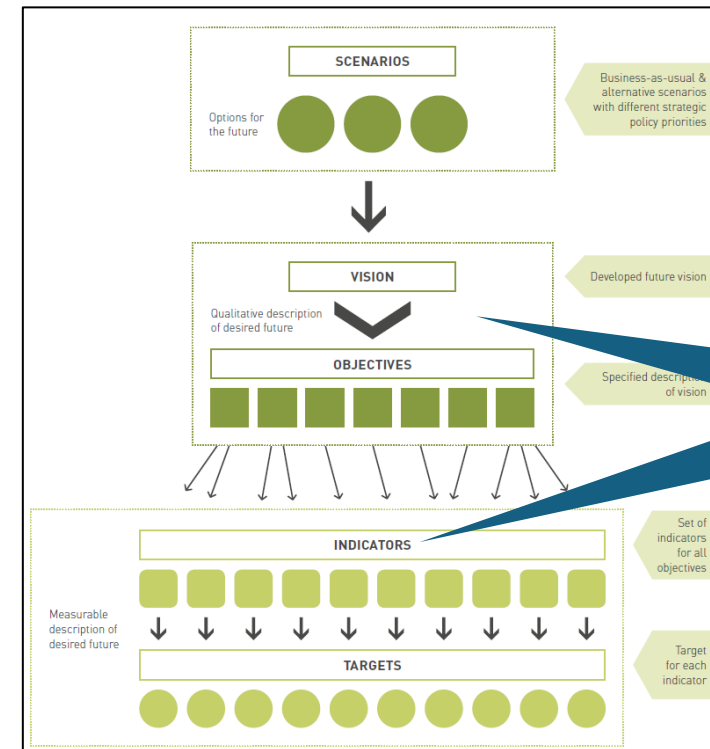 SCENARIOS
Options for
the future
Business-as-usual &
alternative scenarios
with different strategic
policy priorities
VISION
Developed future vision
Qualitative description
of desired future
OBJECTIVES
Specified
of vision
INDICATORS
Set of
indicators
for all
objectives
Measurable
description of
desired future
TARGETS
Target
for each
indicator